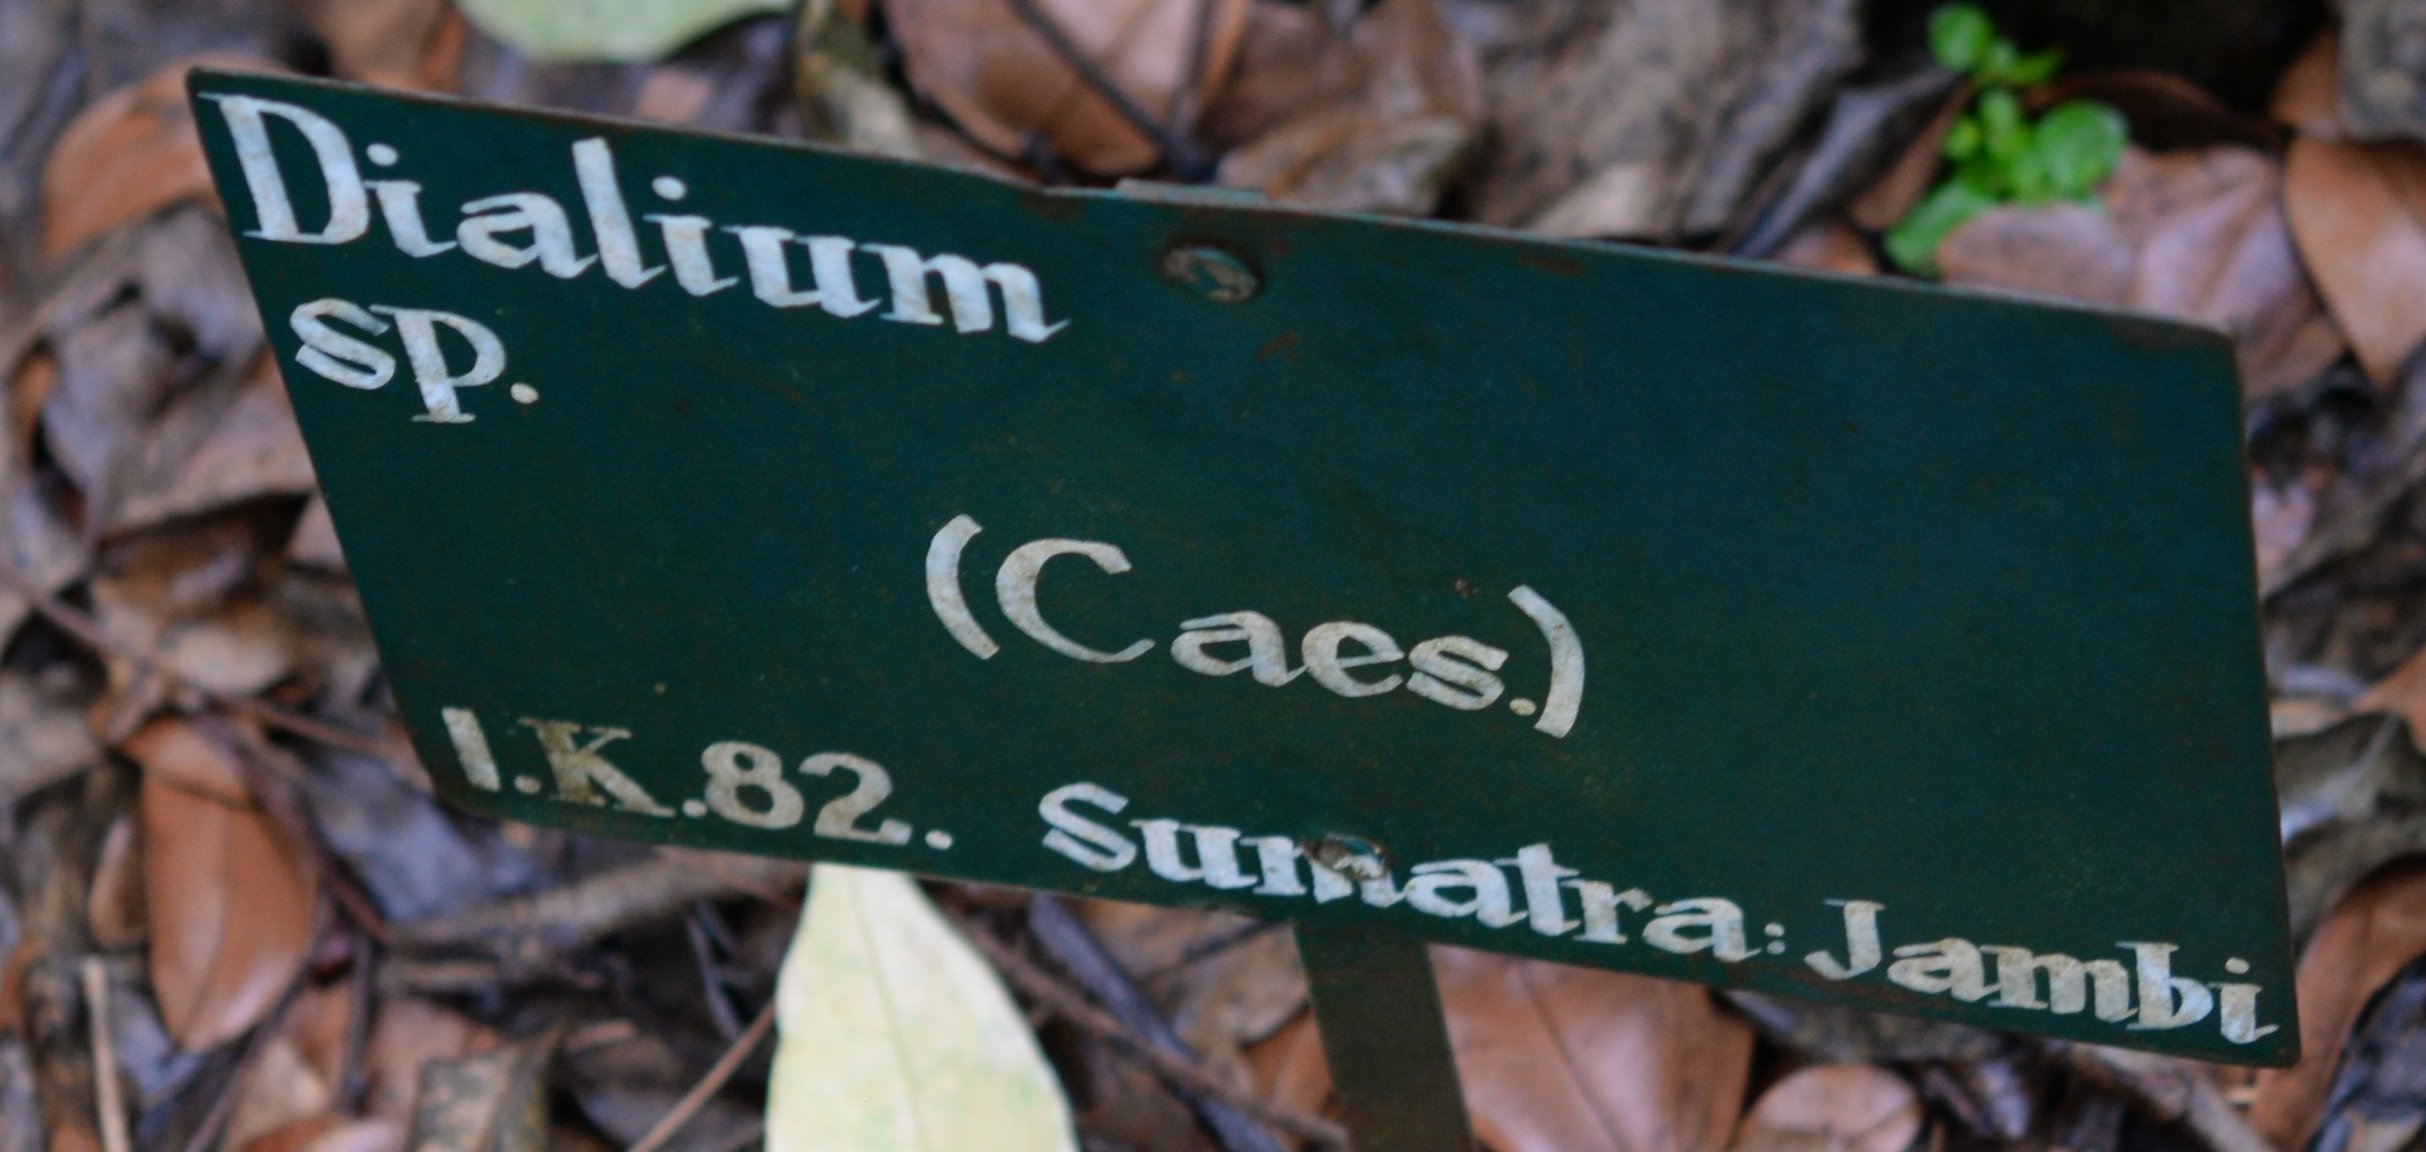 Dialium
sp.
(Caes.)
I.K.82. Sumatra: Jambi